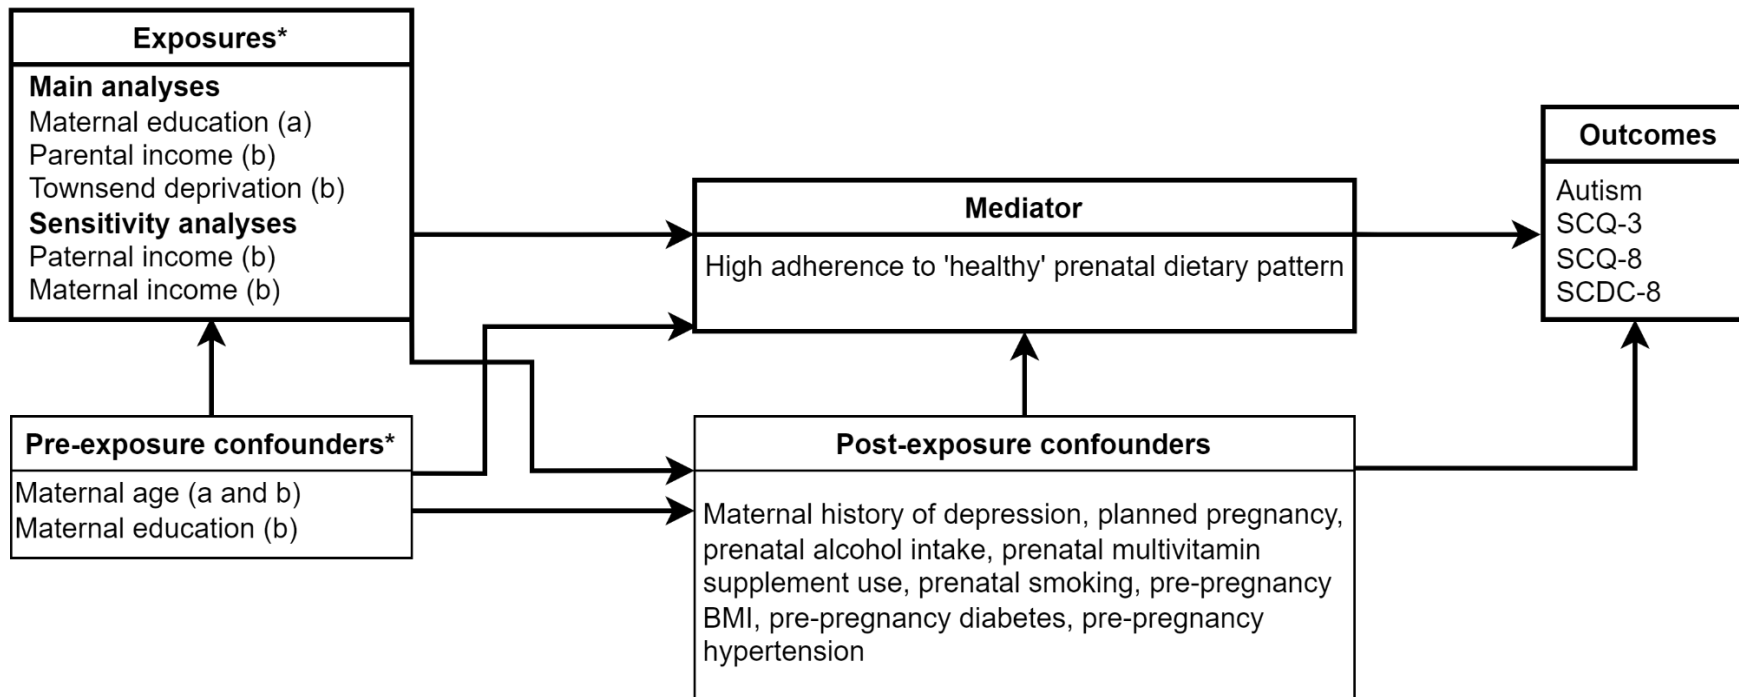 Exposures*
Main analyses
Maternal education (a)
Parental income (b)
Townsend deprivation (b)
Sensitivity analyses
Paternal income (b)
Maternal income (b)
Pre-exposure confounders*
Maternal age (a and b)
Maternal education (b)
Mediator
High adherence to 'healthy' prenatal dietary pattern
Post-exposure confounders
Maternal history of depression, planned pregnancy,
prenatal alcohol intake, prenatal multivitamin
supplement use, prenatal smoking, pre-pregnancy
BMI, pre-pregnancy diabetes, pre-pregnancy
hypertension
Outcomes
Autism
SCQ-3
SCQ-8
SCDC-8